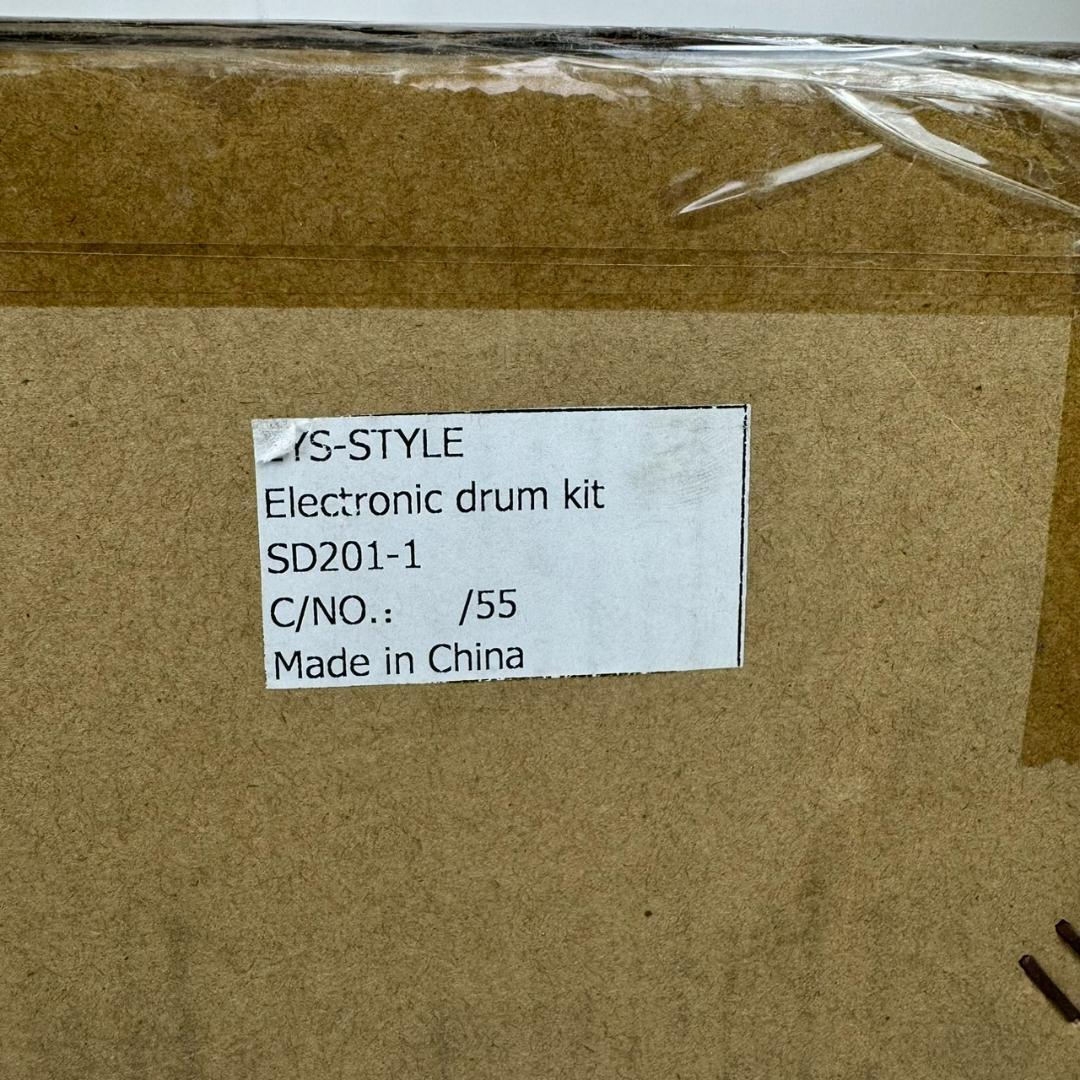 YS-STYLE
Electronic drum kit
SD201-1
C/NO.: /55
Made in China